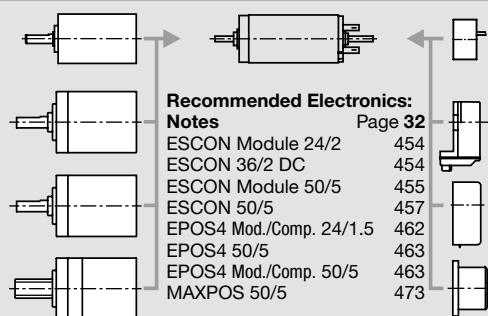 Recommended Electronics:
Notes Page 32
ESCON Module 24/2 454
ESCON 36/2 DC 454
ESCON Module 50/5 455
ESCON 50/5 457
EPOS4 Mod./Comp. 24/1.5 462
EPOS4 50/5 463
EPOS4 Mod./Comp. 50/5 463
MAXPOS 50/5 473